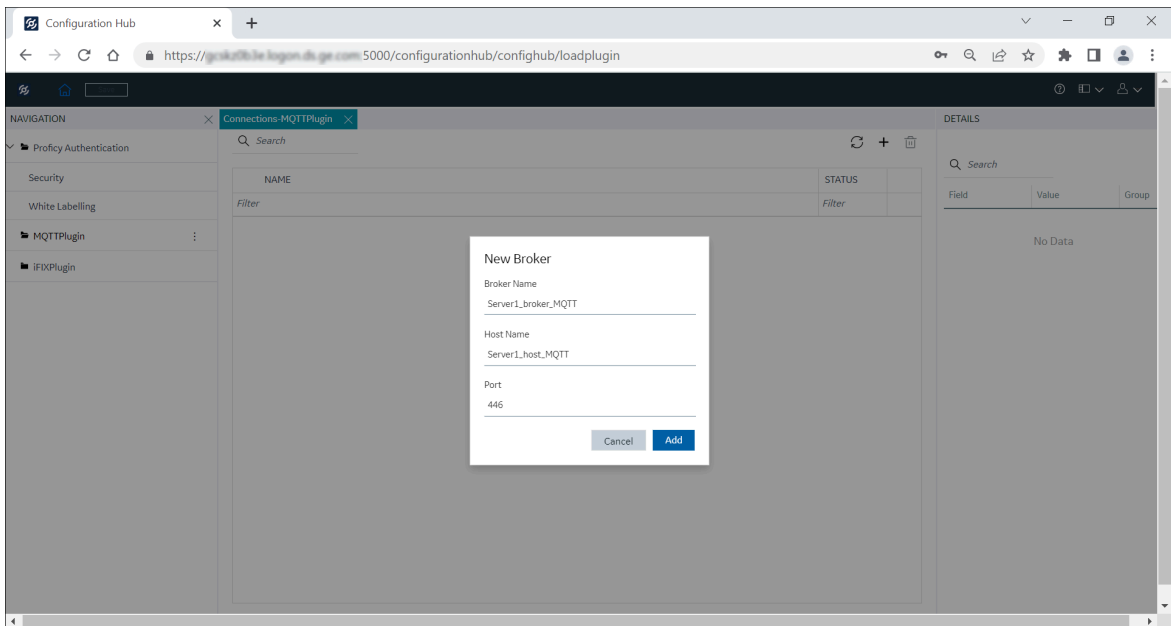 Configuration Hub
https:// :5000/configurationhub/confighub/loadplugin
NAVIGATION
Connections-MQTTPlugin
DETAILS
Search
Proficy Authentication
Search
Security
NAME
STATUS
Field
Value
Group
White Labelling
Filter
Filter
MQTTPlugin
No Data
iFIXPlugin
New Broker
Broker Name
Server1_broker_MQTT
Host Name
Server1_host_MQTT
Port
446
Cancel
Add